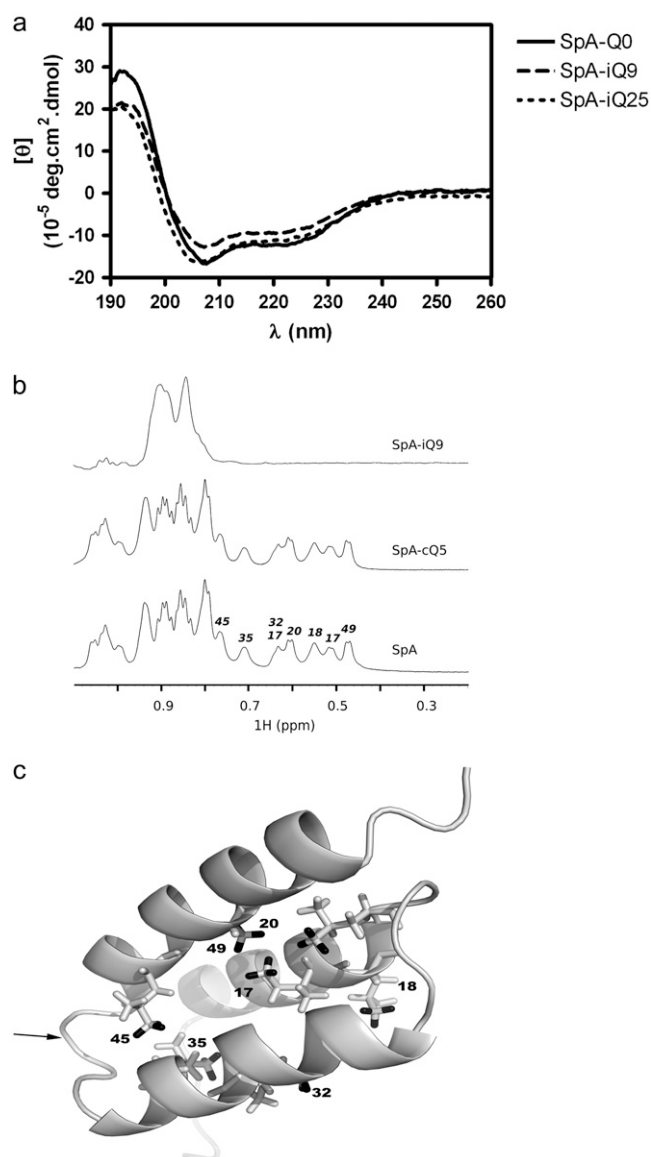 a
SpA-Q0
SpA-iQ9
SpA-iQ25
40
30
20
10
0
-10
-20
[θ]
(10⁻⁵ deg.cm².dmol)
190 200 210 220 230 240 250 260
λ (nm)
b
SpA-iQ9
SpA-cQ5
SpA
45
35
32
17
20
18
17
49
0.9 0.7 0.5 0.3
1H (ppm)
c
20
49
17
18
45
35
32